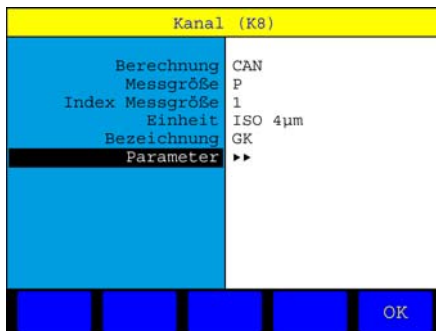 Kanal (K8)
Berechnung CAN
Messgröße P
Index Messgröße 1
Einheit ISO 4µm
Bezeichnung GK
Parameter ►►
OK